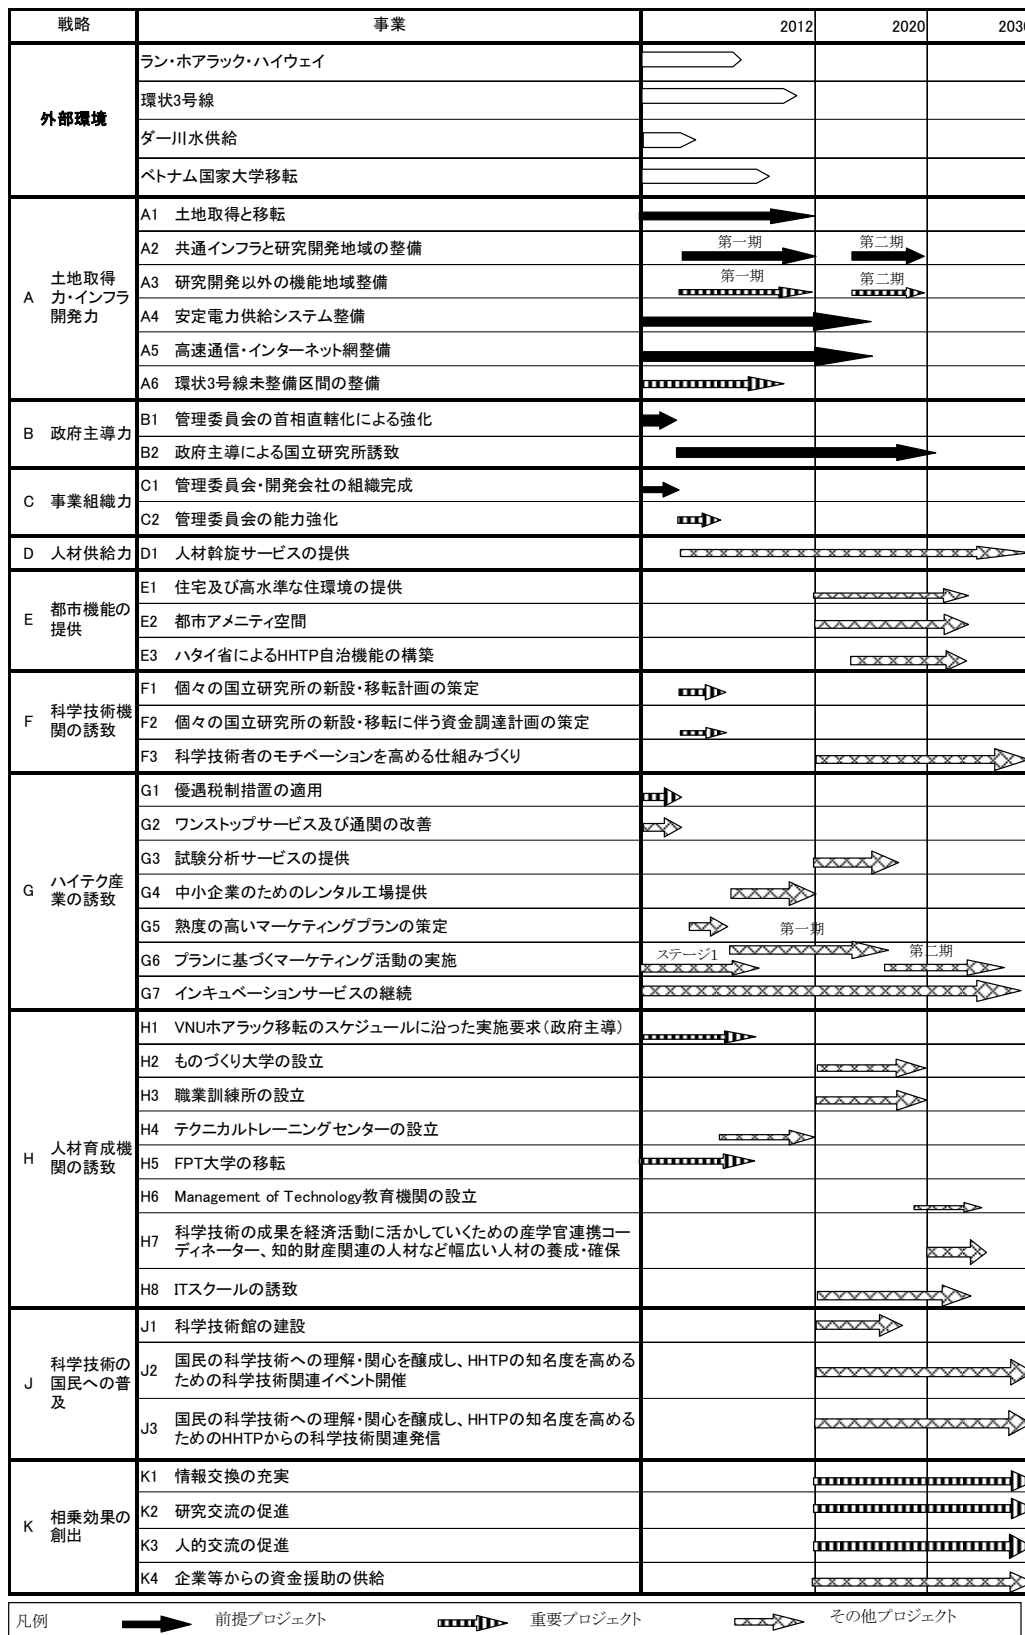 戦略 事業 2012 2020 2030
外部環境
ラン・ホアラック・ハイウェイ
環状3号線
ダー川水供給
ベトナム国家大学移転
A 土地取得力・インフラ開発力
A1 土地取得と移転
A2 共通インフラと研究開発地域の整備 第一期 第二期
A3 研究開発以外の機能地域整備 第一期 第二期
A4 安定電力供給システム整備
A5 高速通信・インターネット網整備
A6 環状3号線未整備区間の整備
B 政府主導力
B1 管理委員会の首相直轄化による強化
B2 政府主導による国立研究所誘致
C 事業組織力
C1 管理委員会・開発会社の組織完成
C2 管理委員会の能力強化
D 人材供給力
D1 人材斡旋サービスの提供
E 都市機能の提供
E1 住宅及び高水準な住環境の提供
E2 都市アメニティ空間
E3 ハタイ省によるHHTP自治機能の構築
F 科学技術機関の誘致
F1 個々の国立研究所の新設・移転計画の策定
F2 個々の国立研究所の新設・移転に伴う資金調達計画の策定
F3 科学技術者のモチベーションを高める仕組みづくり
G ハイテク産業の誘致
G1 優遇税制措置の適用
G2 ワンストップサービス及び通関の改善
G3 試験分析サービスの提供
G4 中小企業のためのレンタル工場提供
G5 熟度の高いマーケティングプランの策定 第一期
G6 プランに基づくマーケティング活動の実施 ステージ1 第二期
G7 インキュベーションサービスの継続
H 人材育成機関の誘致
H1 VNUホアラック移転のスケジュールに沿った実施要求(政府主導)
H2 ものづくり大学の設立
H3 職業訓練所の設立
H4 テクニカルトレーニングセンターの設立
H5 FPT大学の移転
H6 Management of Technology教育機関の設立
H7 科学技術の成果を経済活動に活かしていくための産学官連携コー
ディネーター、知的財産関連の人材など幅広い人材の養成・確保
H8 ITスクールの誘致
J 科学技術の国民への普及
J1 科学技術館の建設
J2 国民の科学技術への理解・関心を醸成し、HHTPの知名度を高める
ための科学技術関連イベント開催
J3 国民の科学技術への理解・関心を醸成し、HHTPの知名度を高める
ためのHHTPからの科学技術関連発信
K 相乗効果の創出
K1 情報交換の充実
K2 研究交流の促進
K3 人的交流の促進
K4 企業等からの資金援助の供給
凡例 前提プロジェクト 重要プロジェクト その他プロジェクト